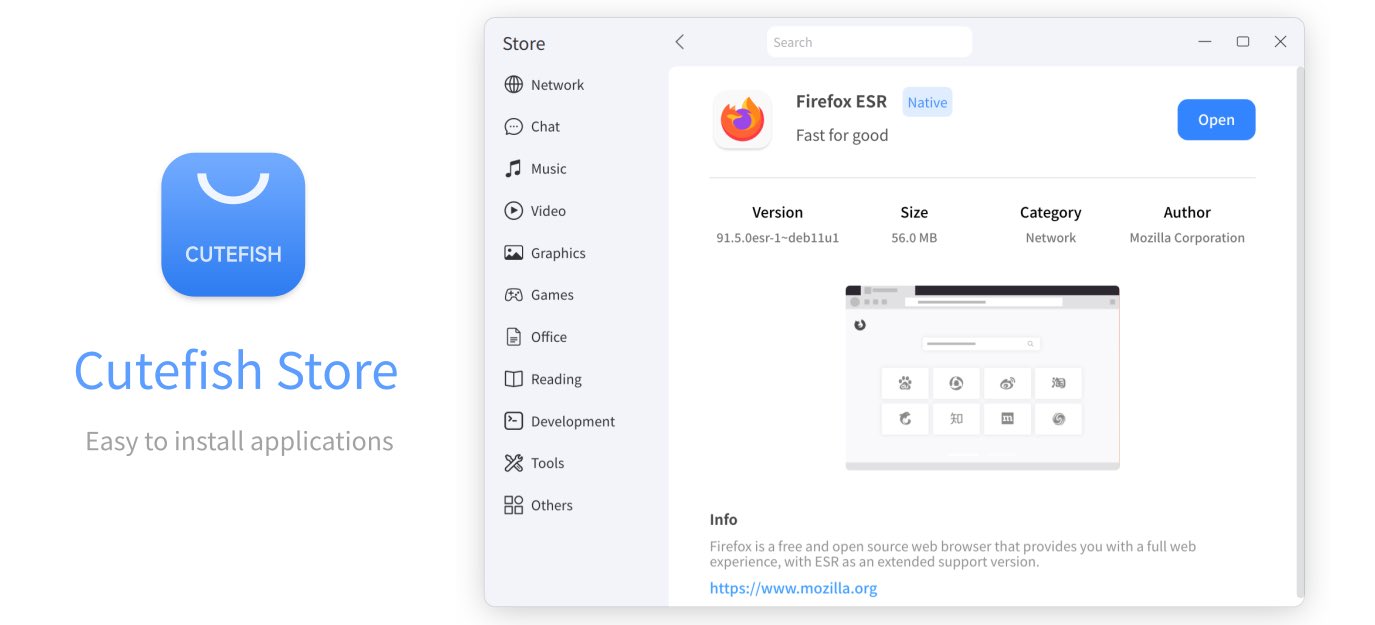 CUTEFISH
Cutefish Store
Easy to install applications
Store
Search
Network
Chat
Music
Video
Graphics
Games
Office
Reading
Development
Tools
Others
Firefox ESR Native
Fast for good
Open
Version Size Category Author
91.5.0esr-1~deb11u1 56.0 MB Network Mozilla Corporation
淘
知
m
Info
Firefox is a free and open source web browser that provides you with a full web
experience, with ESR as an extended support version.
https://www.mozilla.org